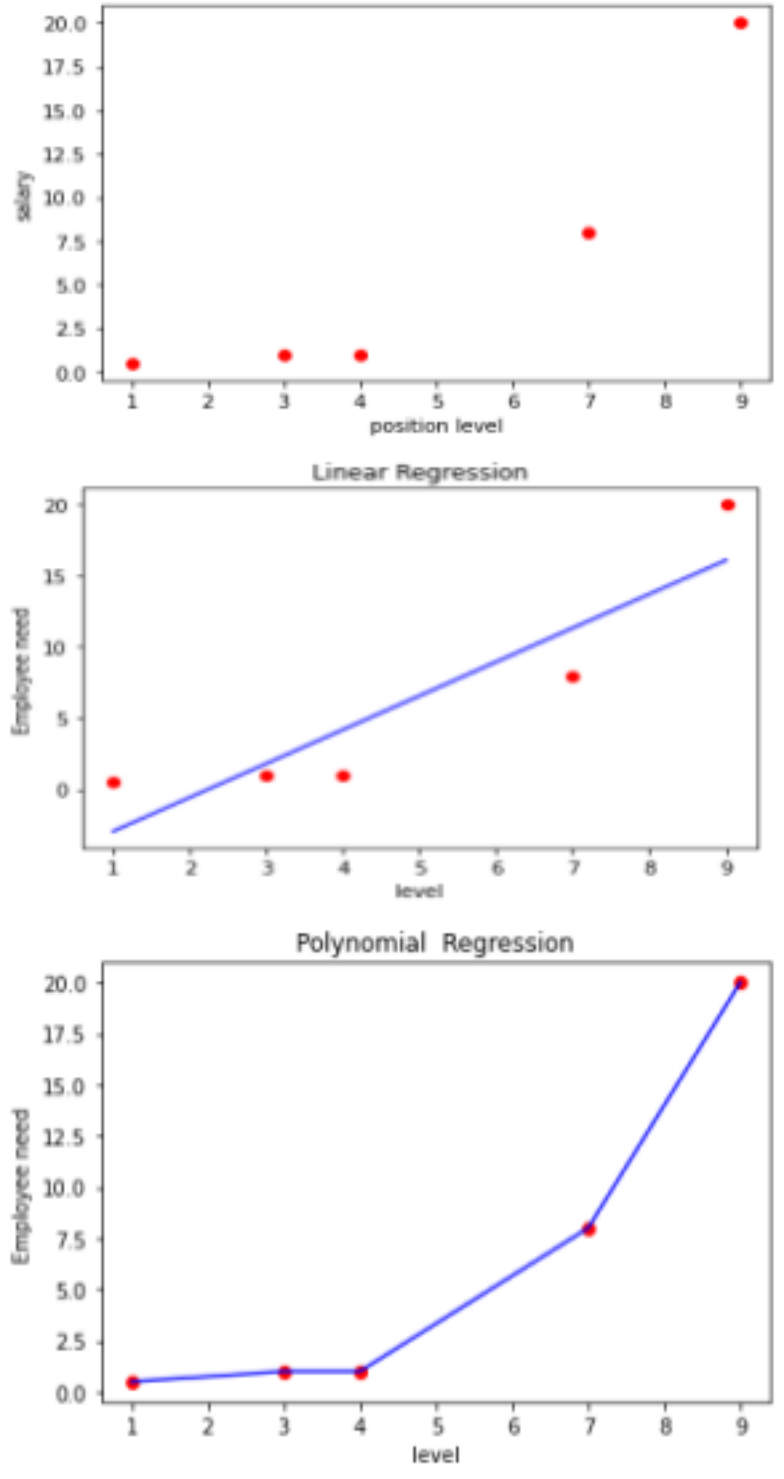 20.0
17.5
15.0
12.5
10.0
7.5
5.0
2.5
0.0
salary
1 2 3 4 5 6 7 8 9
position level
Linear Regression
20
15
10
5
0
Employee need
1 2 3 4 5 6 7 8 9
level
Polynomial Regression
20.0
17.5
15.0
12.5
10.0
7.5
5.0
2.5
0.0
Employee need
1 2 3 4 5 6 7 8 9
level